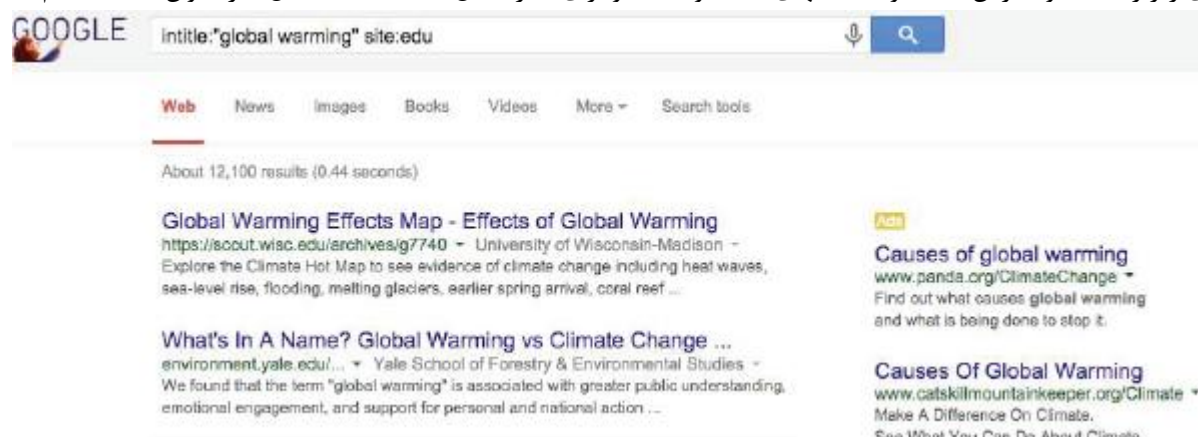 GOOGLE
intitle:"global warming" site:edu
Web News Images Books Videos More Search tools
About 12,100 results (0.44 seconds)
Global Warming Effects Map - Effects of Global Warming
https://scout.wisc.edu/archives/g7740 University of Wisconsin-Madison
Explore the Climate Hot Map to see evidence of climate change including heat waves,
sea-level rise, flooding, melting glaciers, earlier spring arrival, coral reef ...
What's In A Name? Global Warming vs Climate Change ...
environment.yale.edu/... Yale School of Forestry & Environmental Studies
We found that the term "global warming" is associated with greater public understanding,
emotional engagement, and support for personal and national action ...
Ads
Causes of global warming
www.panda.org/ClimateChange
Find out what causes global warming
and what is being done to stop it.
Causes Of Global Warming
www.catskillmountainkeeper.org/Climate
Make A Difference On Climate.
See What You Can Do About Climate